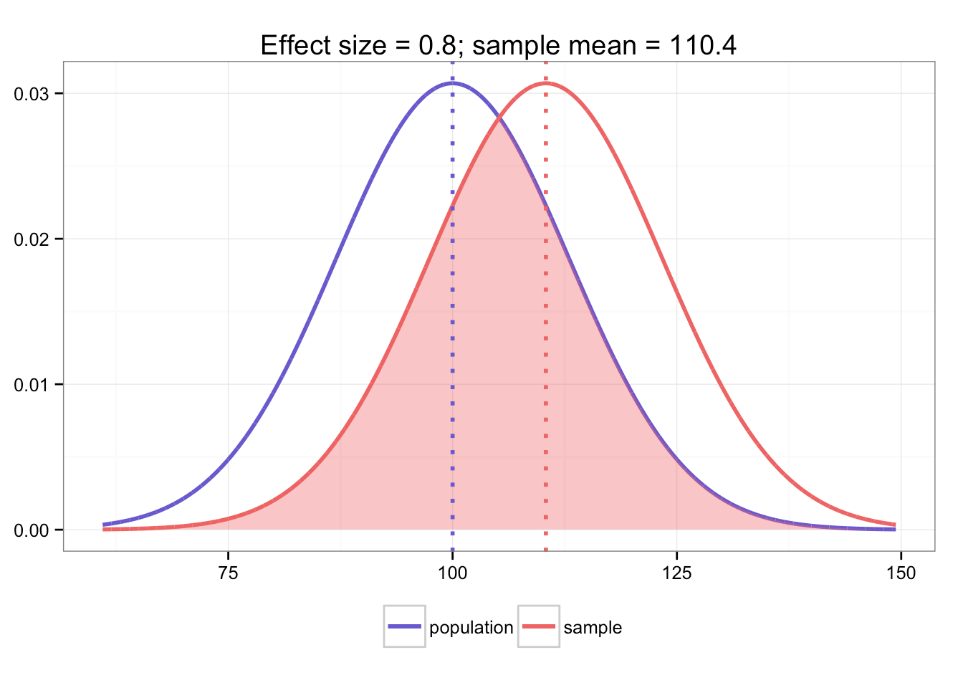 Effect size = 0.8; sample mean = 110.4
0.03
0.02
0.01
0.00
75 100 125 150
population sample